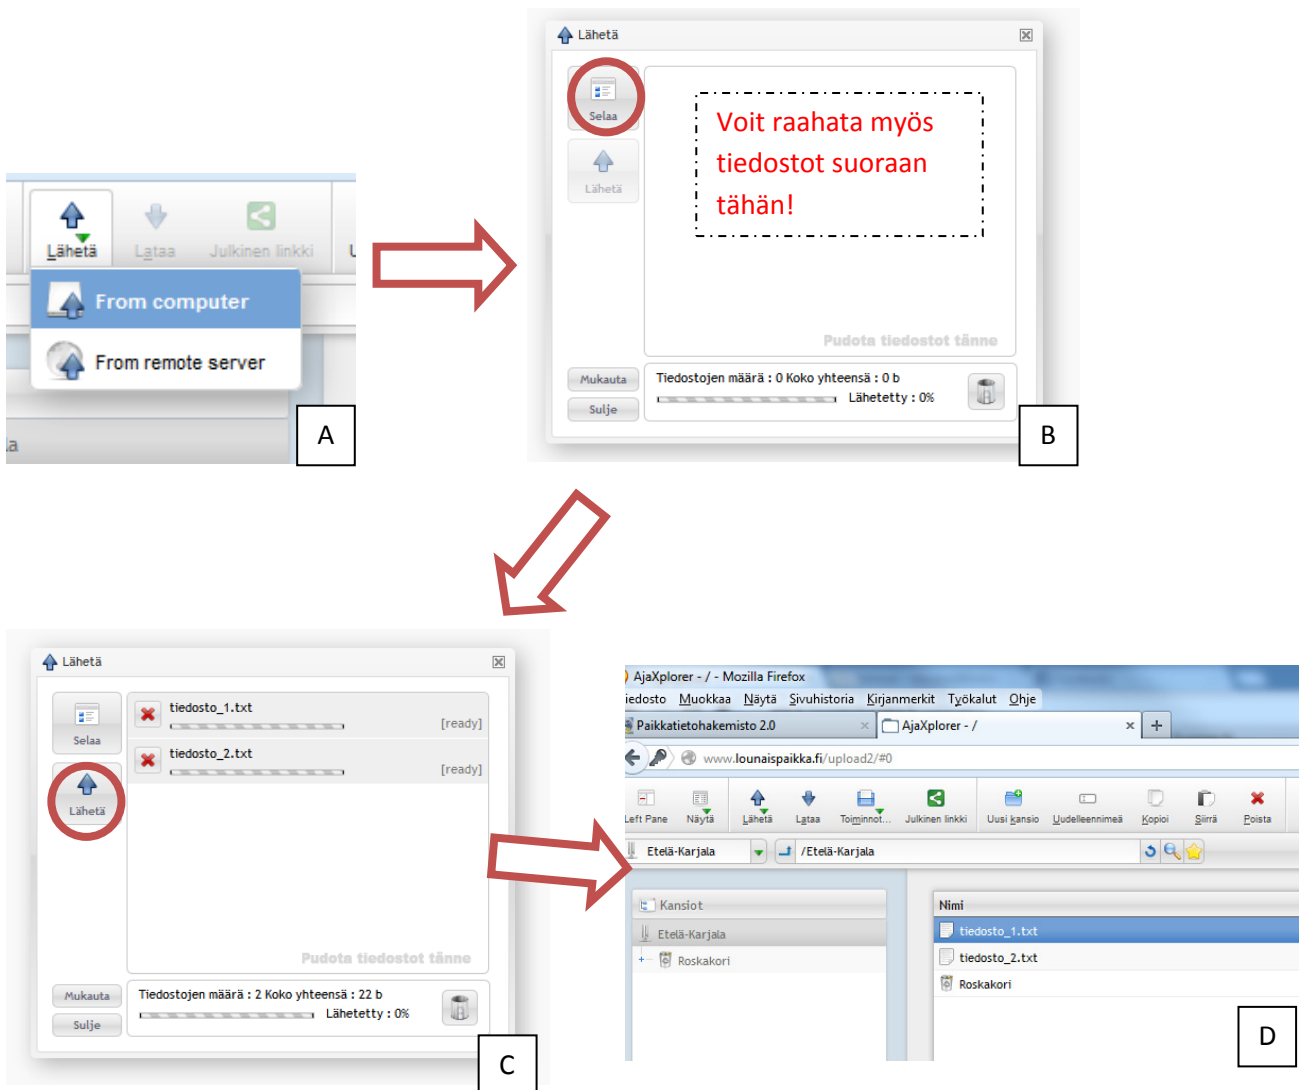 Lähetä
Lataa
Julkinen linkki
From computer
From remote server
la
A
Lähetä
Selaa
Lähetä
Voit raahata myös
tiedostot suoraan
tähän!
Pudota tiedostot tänne
Mukauta
Sulje
Tiedostojen määrä : 0 Koko yhteensä : 0 b
Lähetetty : 0%
B
Lähetä
Selaa
Lähetä
tiedosto_1.txt
[ready]
tiedosto_2.txt
[ready]
Pudota tiedostot tänne
Mukauta
Sulje
Tiedostojen määrä : 2 Koko yhteensä : 22 b
Lähetetty : 0%
C
AjaXplorer - / - Mozilla Firefox
iedosto Muokkaa Näytä Sivuhistoria Kirjanmerkit Työkalut Ohje
Paikkatietohakemisto 2.0 × AjaXplorer - / × +
www.lounaispaikka.fi/upload2/#0
Left Pane Näytä Lähetä Lataa Toiminnot... Julkinen linkki Uusi kansio Uudelleennimeä Kopioi Siirrä Poista
Etelä-Karjala /Etelä-Karjala
Kansiot
Etelä-Karjala
Roskakori
Nimi
tiedosto_1.txt
tiedosto_2.txt
Roskakori
D